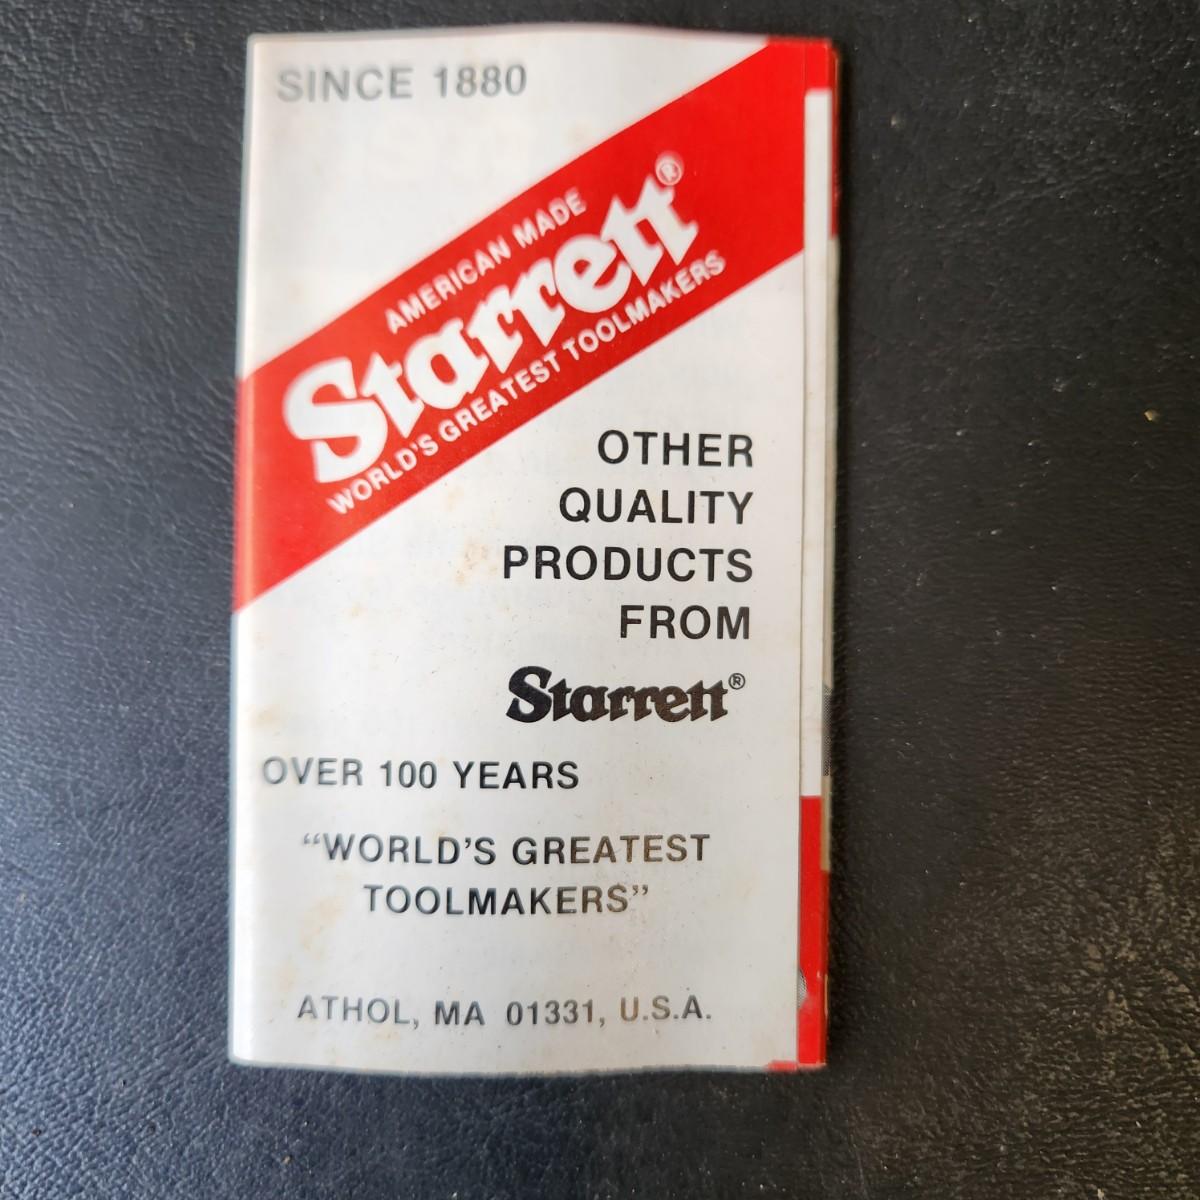 SINCE 1880
AMERICAN MADE
Starrett®
WORLD'S GREATEST TOOLMAKERS
OTHER
QUALITY
PRODUCTS
FROM
Starrett®
OVER 100 YEARS
“WORLD'S GREATEST
TOOLMAKERS”
ATHOL, MA 01331, U.S.A.